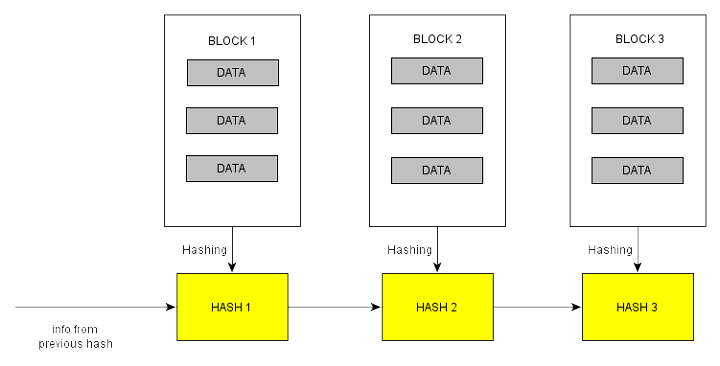 BLOCK 1
DATA
DATA
DATA
BLOCK 2
DATA
DATA
DATA
BLOCK 3
DATA
DATA
DATA
Hashing
Hashing
Hashing
HASH 1
HASH 2
HASH 3
info from
previous hash